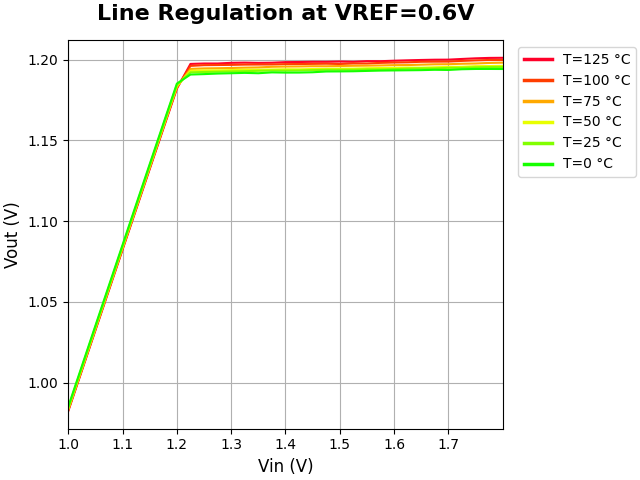 Line Regulation at VREF=0.6V
1.20
1.15
1.10
1.05
1.00
Vout (V)
1.0 1.1 1.2 1.3 1.4 1.5 1.6 1.7
Vin (V)
T=125 °C
T=100 °C
T=75 °C
T=50 °C
T=25 °C
T=0 °C